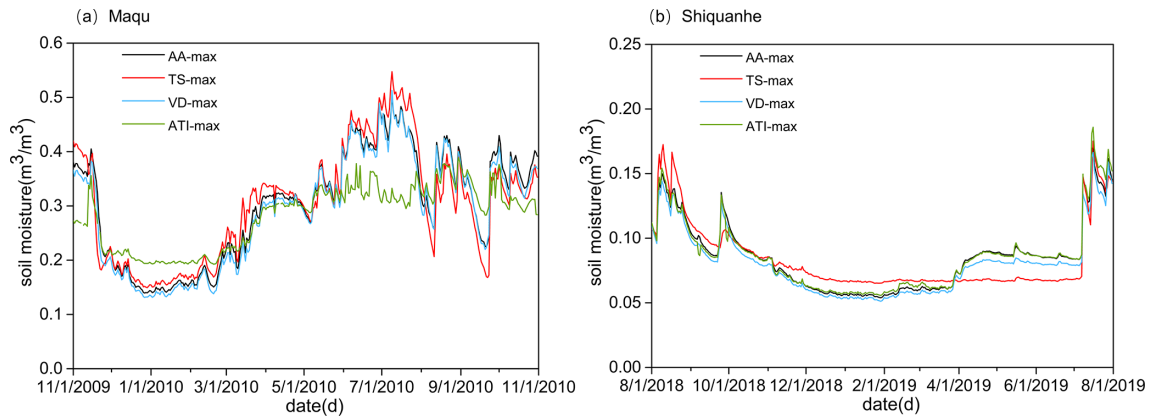 (a) Maqu
soil moisture(m³/m³)
0.6
0.5
0.4
0.3
0.2
0.1
0.0
AA-max
TS-max
VD-max
ATI-max
11/1/2009 1/1/2010 3/1/2010 5/1/2010 7/1/2010 9/1/2010 11/1/2010
date(d)
(b) Shiquanhe
soil moisture(m³/m³)
0.25
0.20
0.15
0.10
0.05
0.00
AA-max
TS-max
VD-max
ATI-max
8/1/2018 10/1/2018 12/1/2018 2/1/2019 4/1/2019 6/1/2019 8/1/2019
date(d)